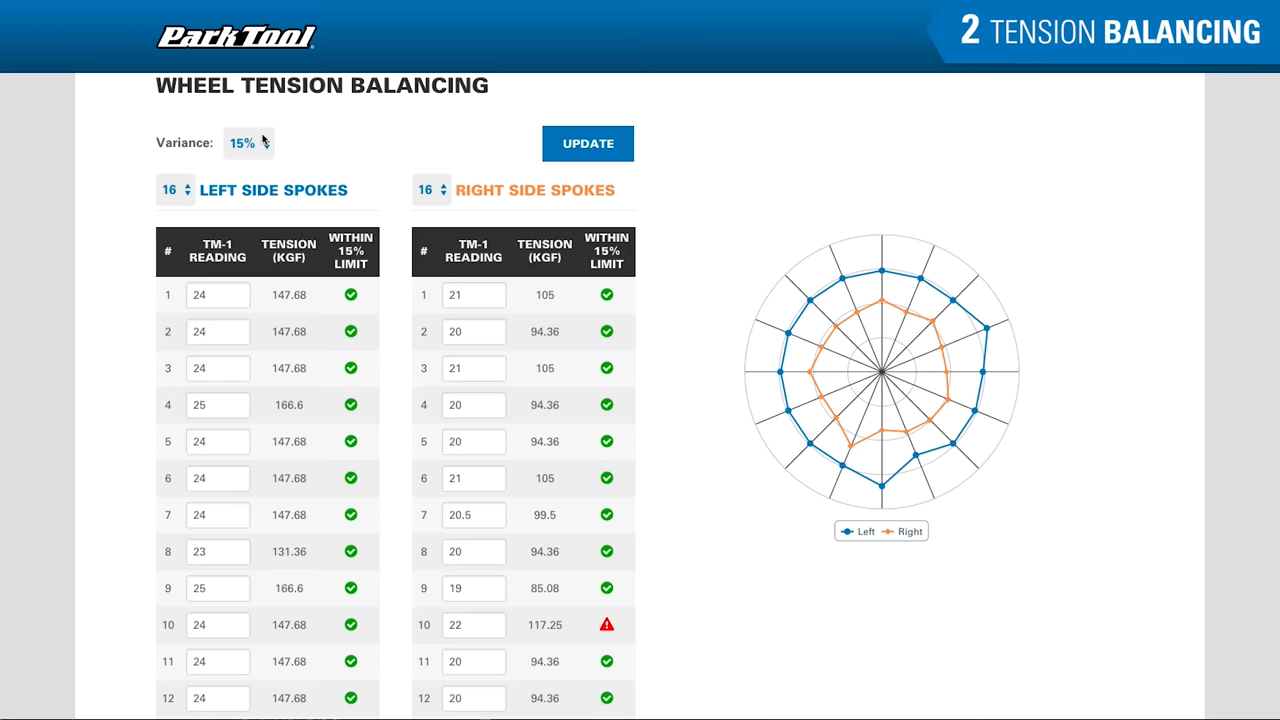 Park Tool
2 TENSION BALANCING
WHEEL TENSION BALANCING
Variance: 15% UPDATE
16 LEFT SIDE SPOKES
# TM-1 READING TENSION (KGF) WITHIN 15% LIMIT
1 24 147.68
2 24 147.68
3 24 147.68
4 25 166.6
5 24 147.68
6 24 147.68
7 24 147.68
8 23 131.36
9 25 166.6
10 24 147.68
11 24 147.68
12 24 147.68
16 RIGHT SIDE SPOKES
# TM-1 READING TENSION (KGF) WITHIN 15% LIMIT
1 21 105
2 20 94.36
3 21 105
4 20 94.36
5 20 94.36
6 21 105
7 20.5 99.5
8 20 94.36
9 19 85.08
10 22 117.25
11 20 94.36
12 20 94.36
Left Right